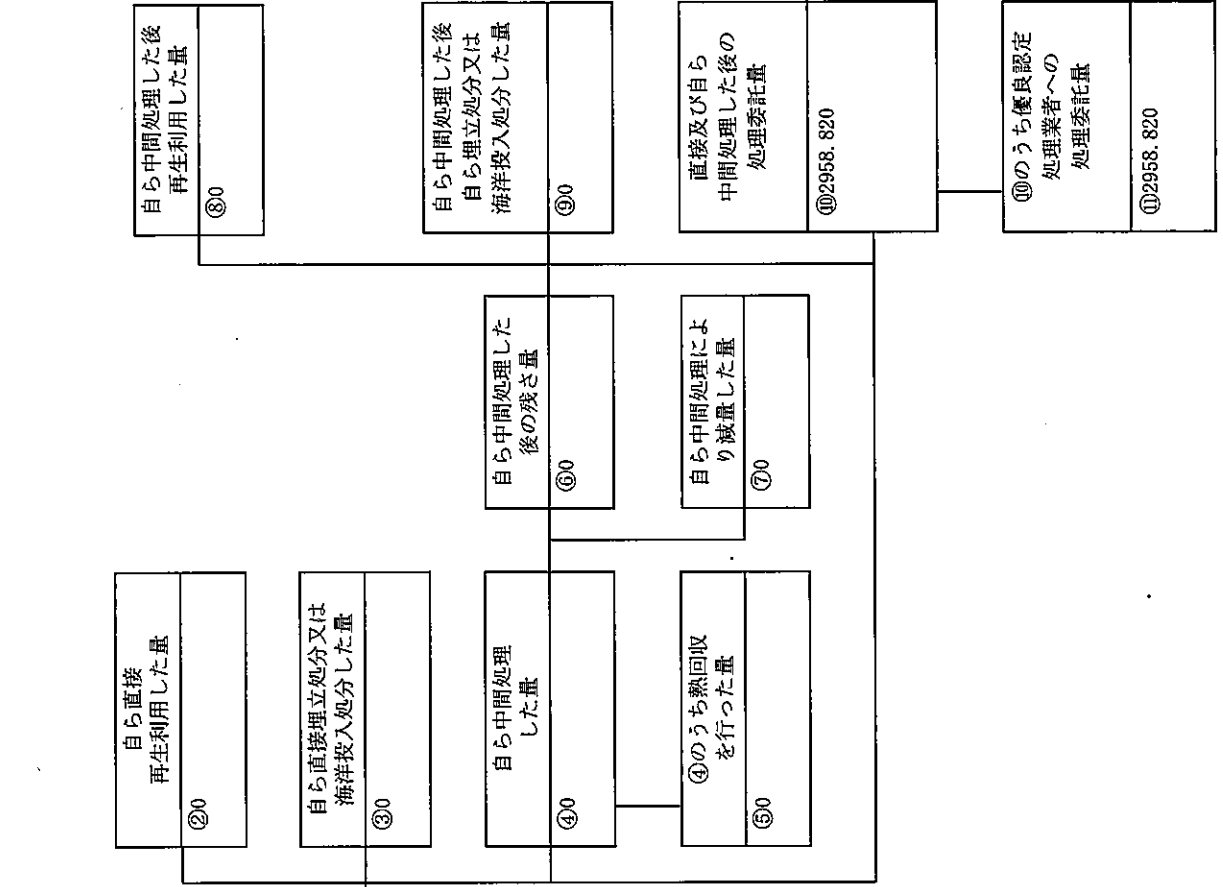 自ら直接
再生利用した量
②0
自ら直接埋立処分又は
海洋投入処分した量
③0
自ら中間処理
した量
④0
④のうち熱回収
を行った量
⑤0
自ら中間処理した
後の残さ量
⑥0
自ら中間処理によ
り減量した量
⑦0
自ら中間処理した後
再生利用した量
⑧0
自ら中間処理した後
自ら埋立処分又は
海洋投入処分した量
⑨0
直接及び自ら
中間処理した後の
処理委託量
⑩2958.820
⑩のうち優良認定
処理業者への
処理委託量
⑪2958.820